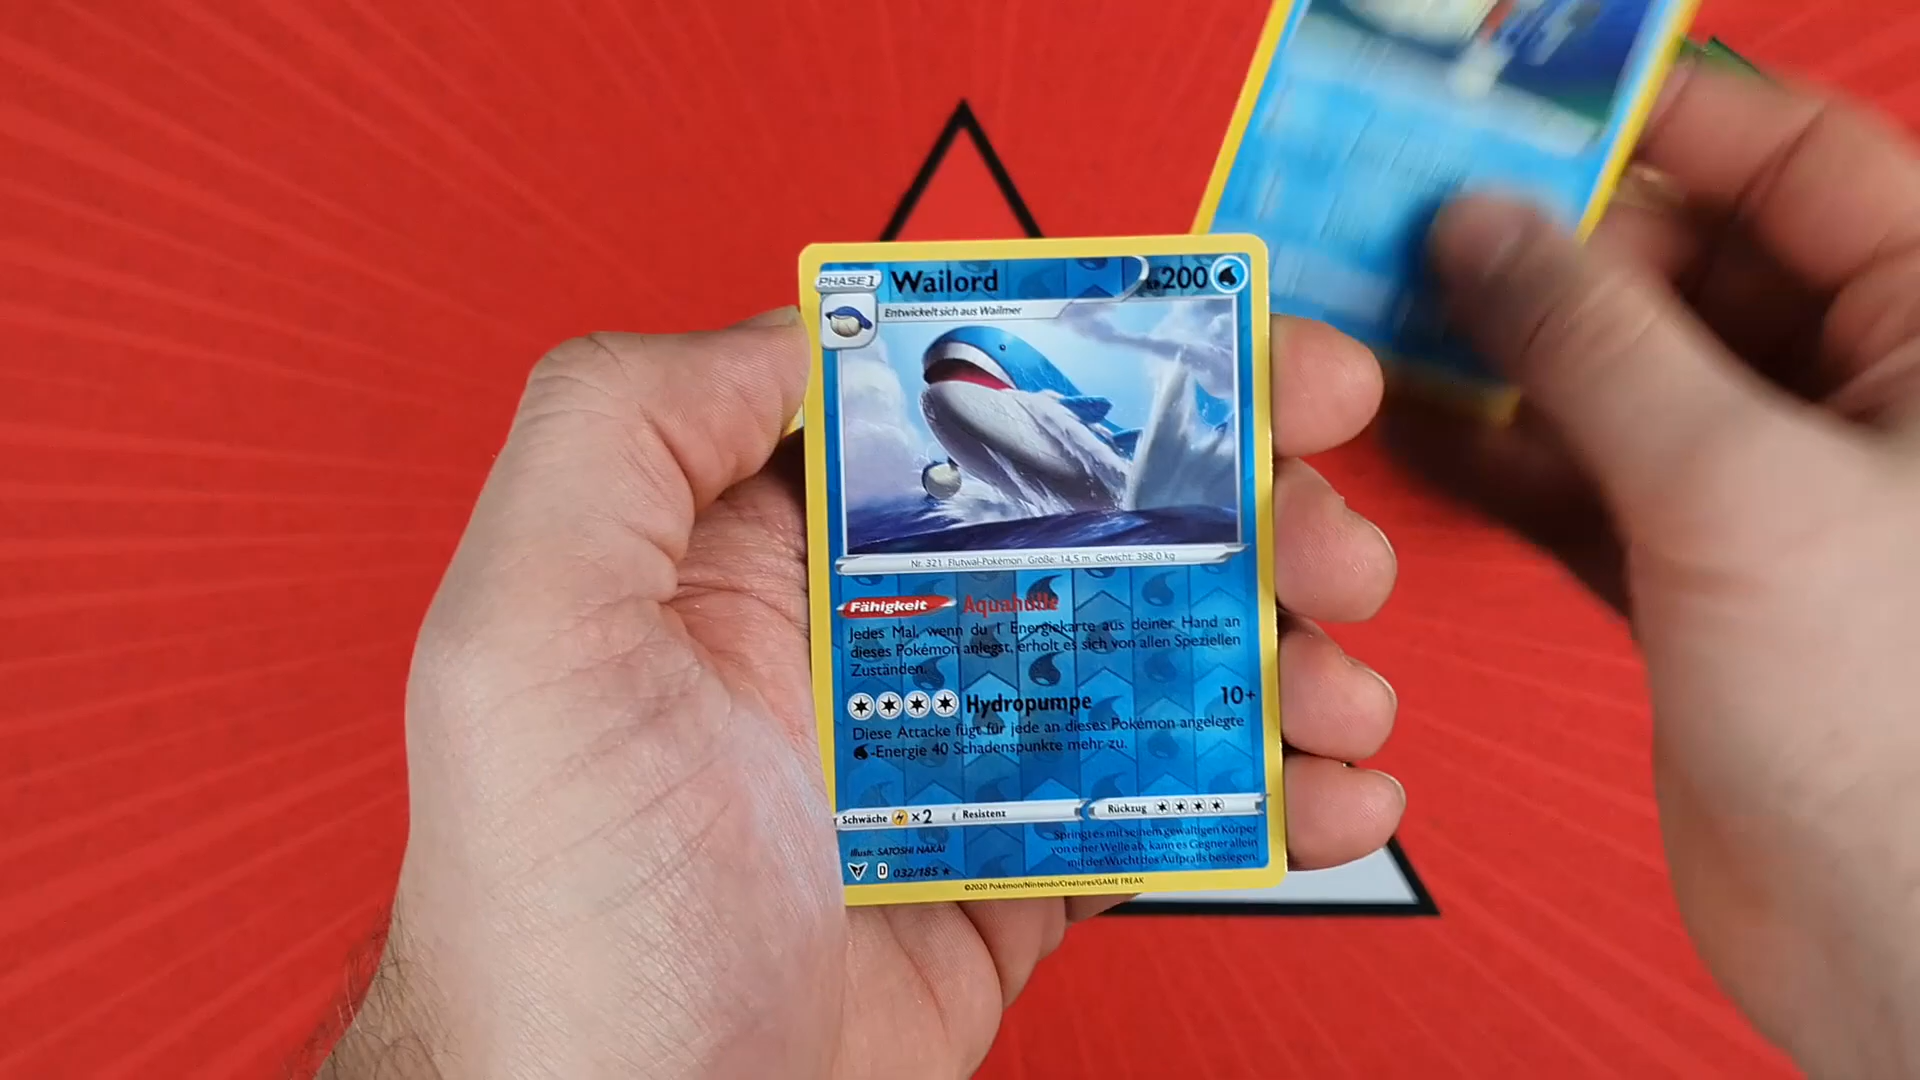 PHASE 1 Wailord KP 200
Entwickelt sich aus Wailmer
Nr. 321 Flutwal-Pokémon Größe: 14,5 m Gewicht: 398,0 kg
Fähigkeit Aquahülle
Jedes Mal, wenn du 1 Energiekarte aus deiner Hand an
dieses Pokémon anlegst, erholt es sich von allen Speziellen
Zuständen.
Hydropumpe 10+
Diese Attacke fügt für jede an dieses Pokémon angelegte
-Energie 40 Schadenspunkte mehr zu.
Schwäche ×2 Resistenz Rückzug
Springt es mit seinem gewaltigen Körper
von einer Welle ab, kann es Gegner allein
mit der Wucht des Aufpralls besiegen.
Illustr. SATOSHI NAKAI
D 032/185 ★
©2020 Pokémon/Nintendo/Creatures/GAME FREAK